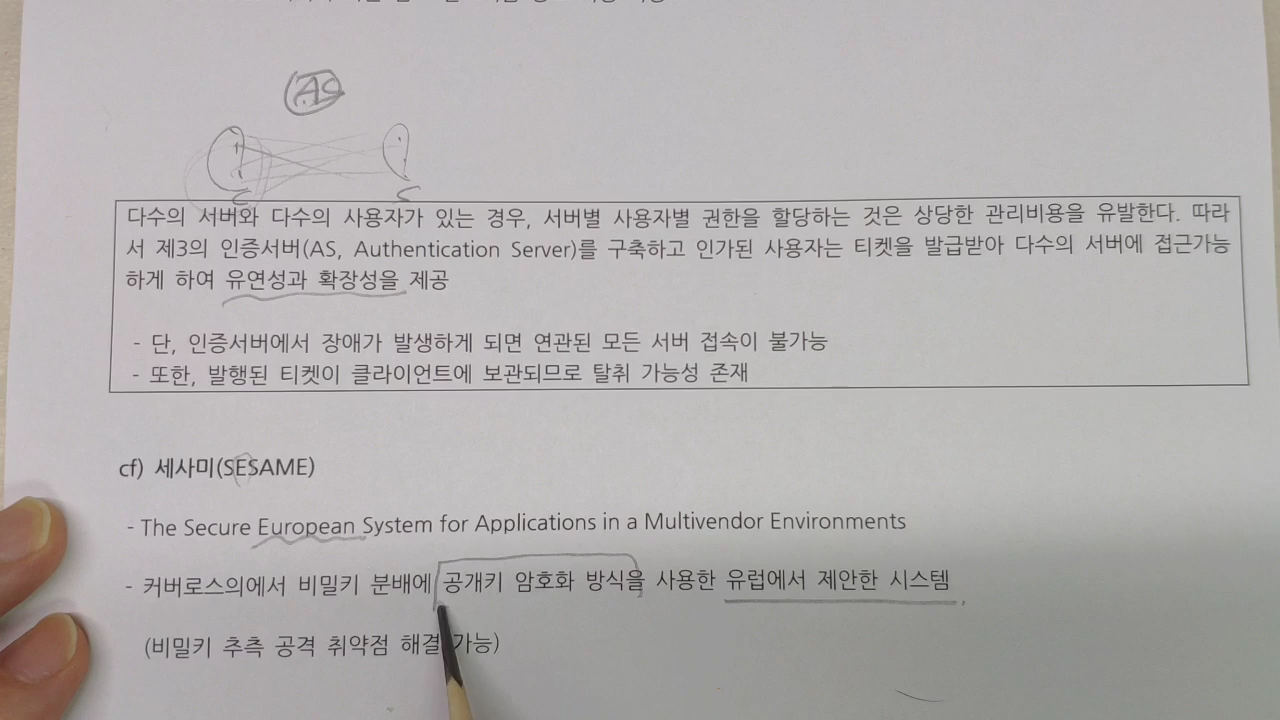 AS
C
S
다수의 서버와 다수의 사용자가 있는 경우, 서버별 사용자별 권한을 할당하는 것은 상당한 관리비용을 유발한다. 따라
서 제3의 인증서버(AS, Authentication Server)를 구축하고 인가된 사용자는 티켓을 발급받아 다수의 서버에 접근가능
하게 하여 유연성과 확장성을 제공
- 단, 인증서버에서 장애가 발생하게 되면 연관된 모든 서버 접속이 불가능
- 또한, 발행된 티켓이 클라이언트에 보관되므로 탈취 가능성 존재
cf) 세사미(SESAME)
- The Secure European System for Applications in a Multivendor Environments
- 커버로스의에서 비밀키 분배에 공개키 암호화 방식을 사용한 유럽에서 제안한 시스템
(비밀키 추측 공격 취약점 해결 가능)